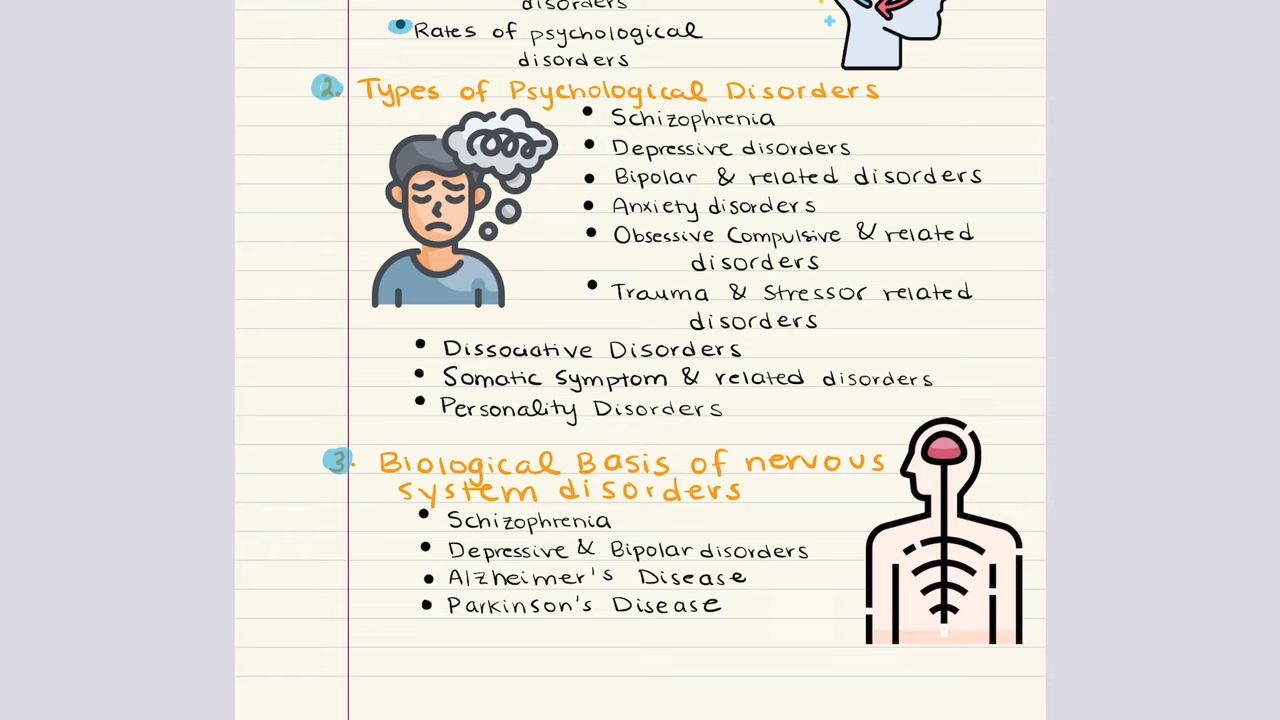 disorders
Rates of psychological
disorders
2. Types of Psychological Disorders
• Schizophrenia
• Depressive disorders
• Bipolar & related disorders
• Anxiety disorders
• Obsessive Compulsive & related
disorders
• Trauma & Stressor related
disorders
• Dissociative Disorders
• Somatic Symptom & related disorders
• Personality Disorders
3. Biological Basis of nervous
system disorders
• Schizophrenia
• Depressive & Bipolar disorders
• Alzheimer's Disease
• Parkinson's Disease